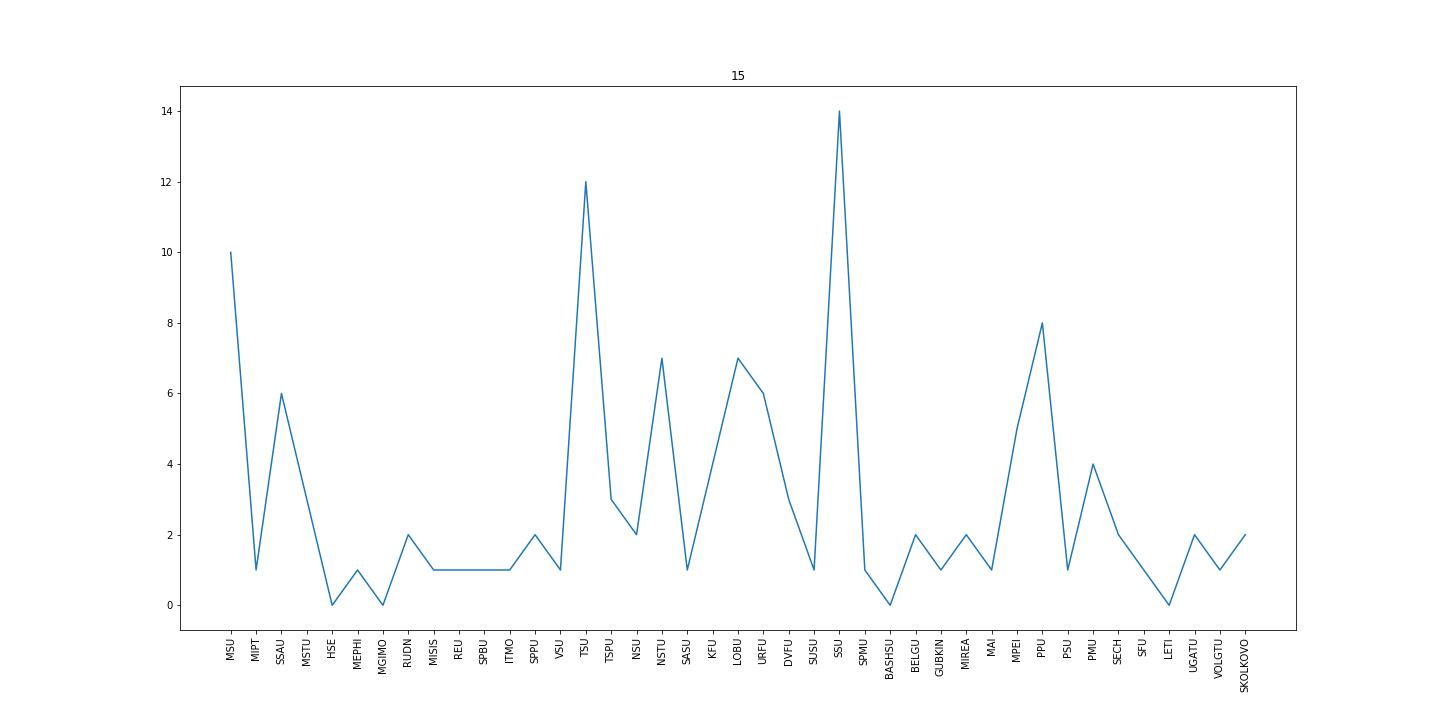 15
14
12
10
8
6
4
2
0
MSU
MIPT
SSAU
MSTU
HSE
MEPHI
MGIMO
RUDN
MISIS
REU
SPBU
ITMO
SPPU
VSU
TSU
TSPU
NSU
NSTU
SASU
KFU
LOBU
URFU
DVFU
SUSU
SSU
SPMU
BASHSU
BELGU
GUBKIN
MIREA
MAI
MPEI
PPU
PSU
PMU
SECH
SFU
LETI
UGATU
VOLGTU
SKOLKOVO